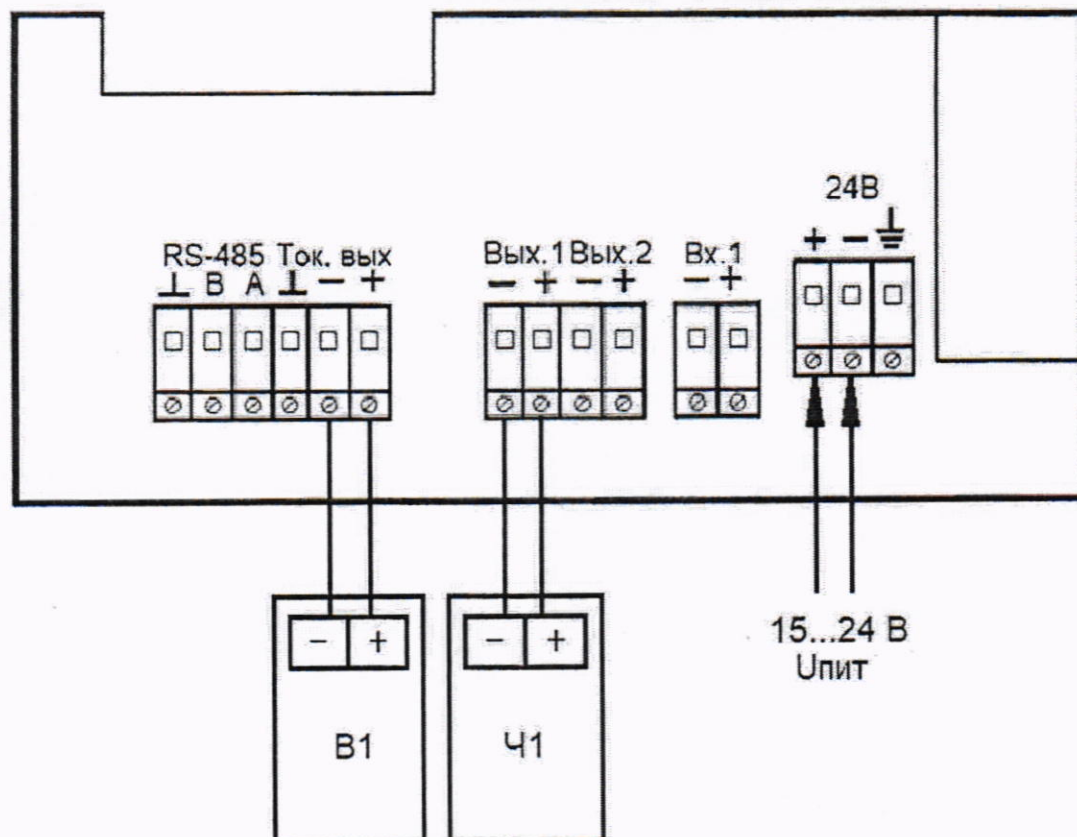 24В
+ − ⏚
RS-485 Ток. вых
⊥ B A ⊥ − +
Вых.1 Вых.2
− + − +
Вх.1
− +
15...24 В
Uпит
− +
В1
− +
Ч1